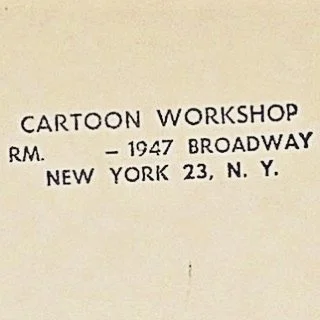 CARTOON WORKSHOP
RM. – 1947 BROADWAY
NEW YORK 23, N. Y.